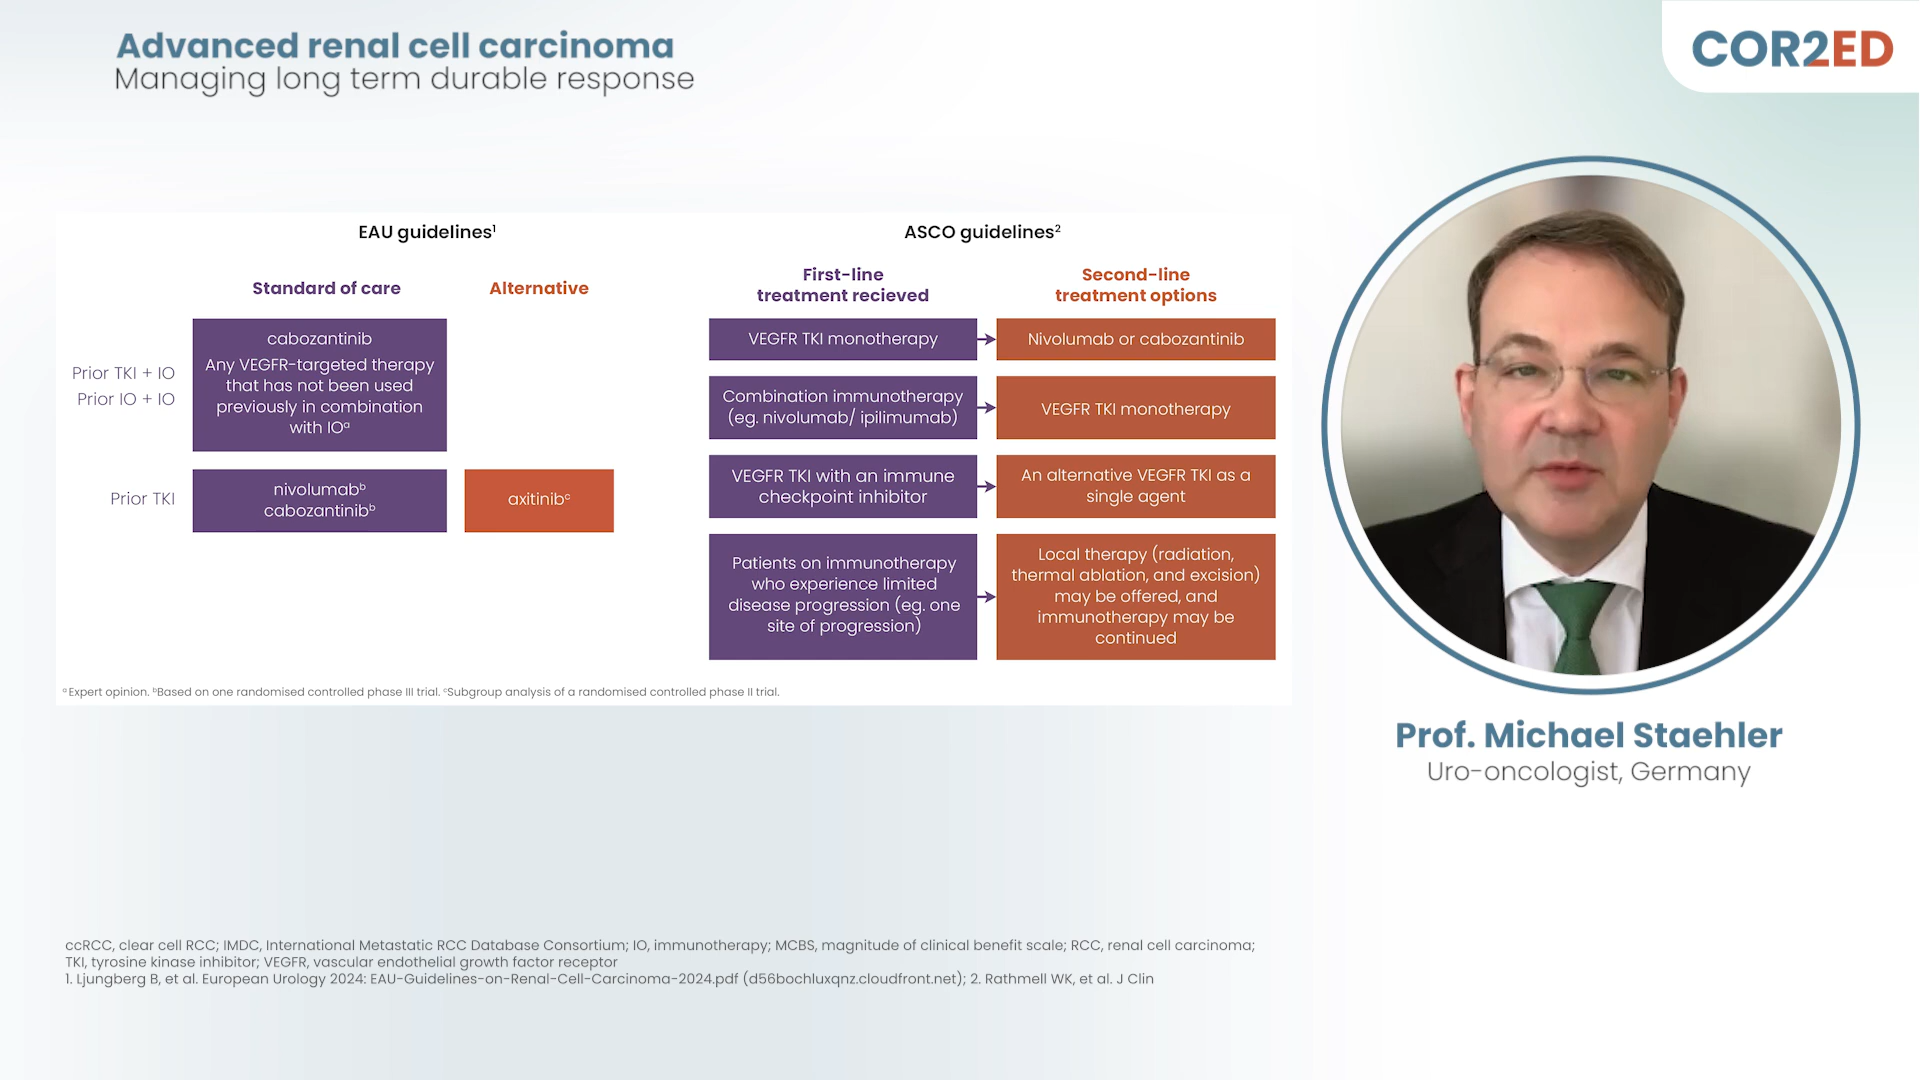 Advanced renal cell carcinoma
Managing long term durable response
COR2ED
EAU guidelines¹
Standard of care
Alternative
Prior TKI + IO
Prior IO + IO
cabozantinib
Any VEGFR-targeted therapy
that has not been used
previously in combination
with IOᵃ
Prior TKI
nivolumabᵇ
cabozantinibᵇ
axitinibᶜ
ASCO guidelines²
First-line
treatment recieved
Second-line
treatment options
VEGFR TKI monotherapy
Nivolumab or cabozantinib
Combination immunotherapy
(eg. nivolumab/ ipilimumab)
VEGFR TKI monotherapy
VEGFR TKI with an immune
checkpoint inhibitor
An alternative VEGFR TKI as a
single agent
Patients on immunotherapy
who experience limited
disease progression (eg. one
site of progression)
Local therapy (radiation,
thermal ablation, and excision)
may be offered, and
immunotherapy may be
continued
ᵃExpert opinion. ᵇBased on one randomised controlled phase III trial. ᶜSubgroup analysis of a randomised controlled phase II trial.
Prof. Michael Staehler
Uro-oncologist, Germany
ccRCC, clear cell RCC; IMDC, International Metastatic RCC Database Consortium; IO, immunotherapy; MCBS, magnitude of clinical benefit scale; RCC, renal cell carcinoma;
TKI, tyrosine kinase inhibitor; VEGFR, vascular endothelial growth factor receptor
1. Ljungberg B, et al. European Urology 2024: EAU-Guidelines-on-Renal-Cell-Carcinoma-2024.pdf (d56bochluxqnz.cloudfront.net); 2. Rathmell WK, et al. J Clin